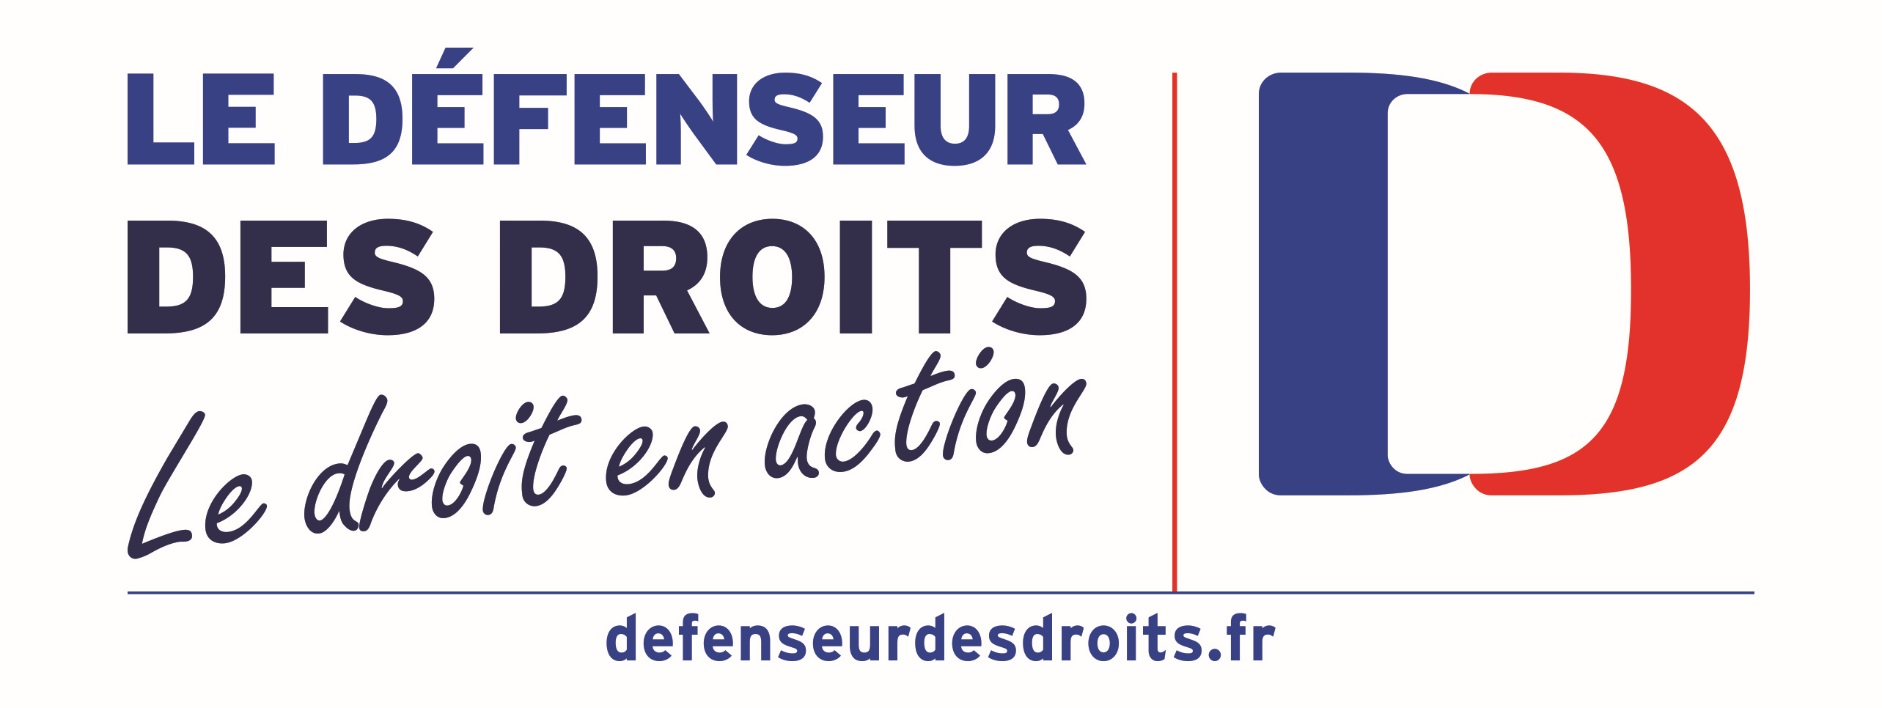 LE DÉFENSEUR
DES DROITS
Le droit en action
defenseurdesdroits.fr